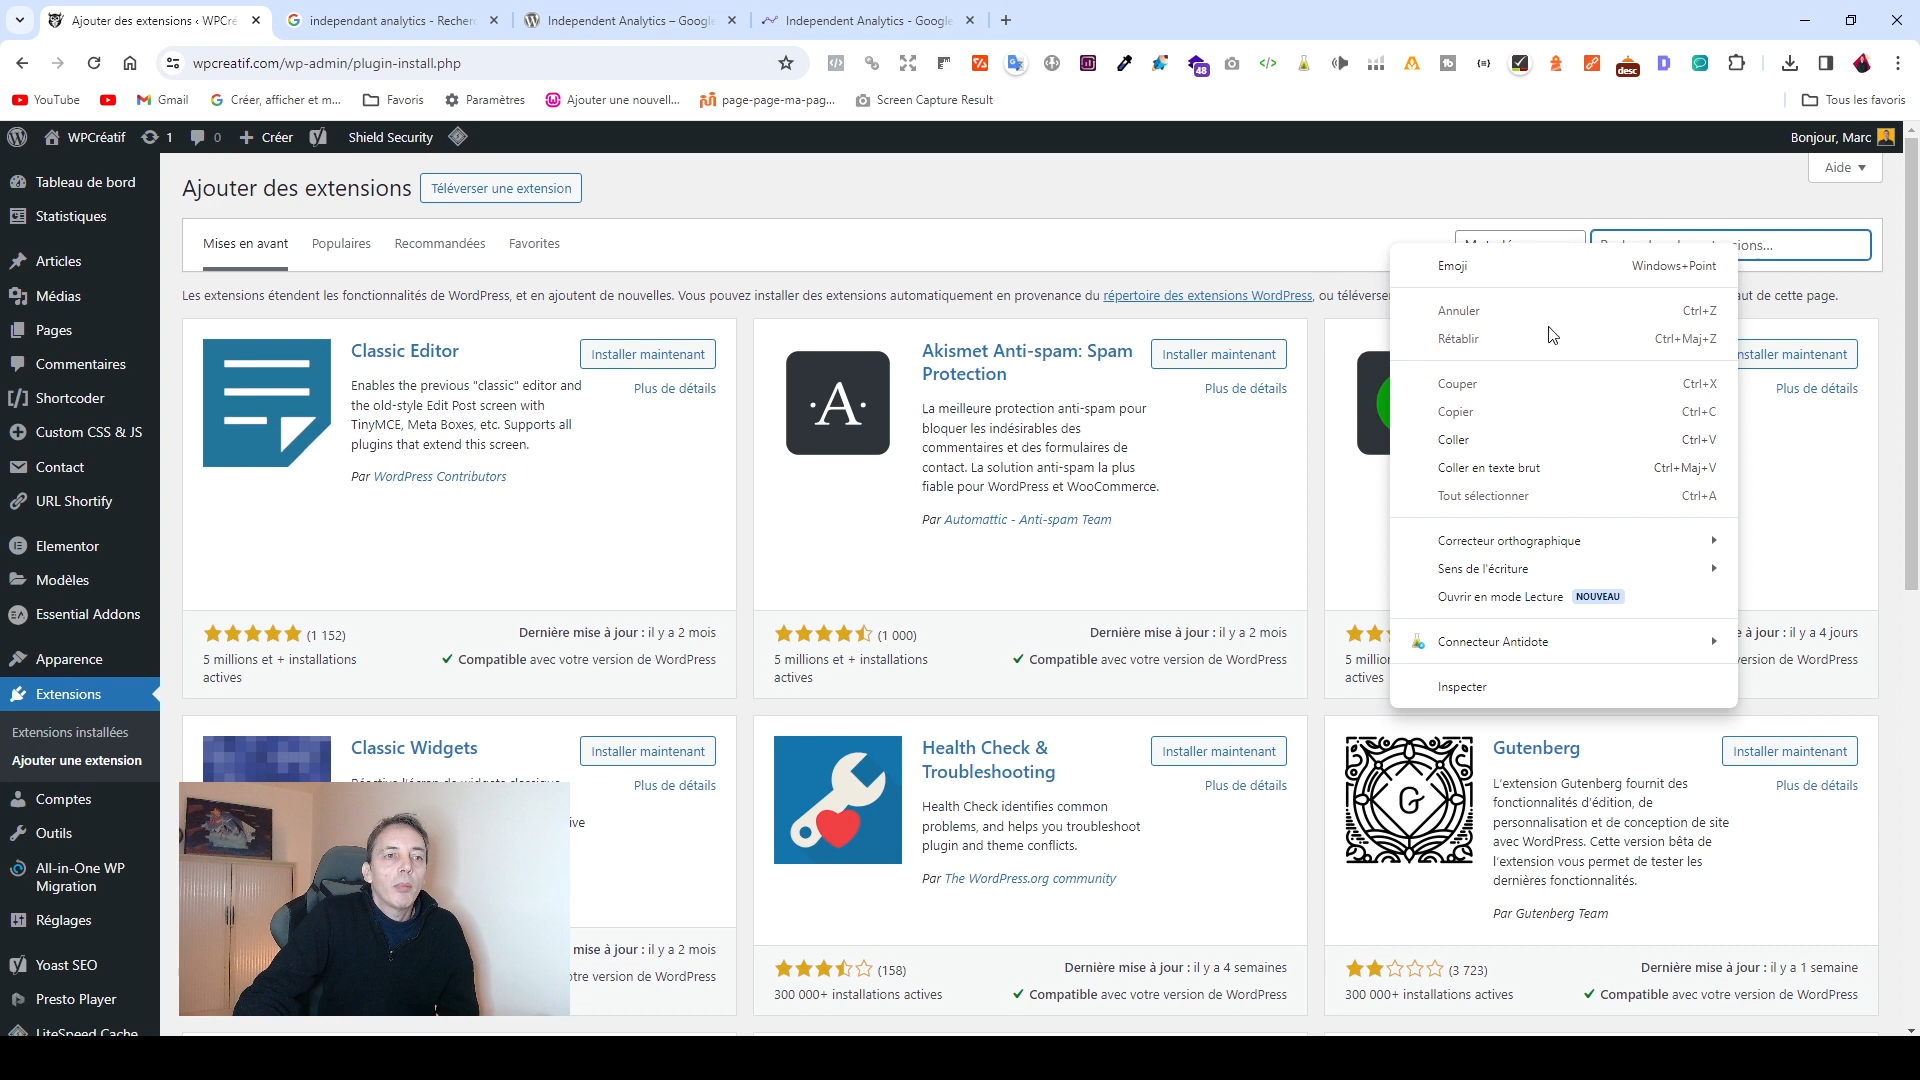 Ajouter des extensions ‹ WPCré
independant analytics - Recher
Independent Analytics – Google
Independent Analytics - Google
wpcreatif.com/wp-admin/plugin-install.php
48
desc
YouTube
Gmail
Créer, afficher et m...
Favoris
Paramètres
Ajouter une nouvell...
page-page-ma-pag...
Screen Capture Result
Tous les favoris
WPCréatif
1
0
Créer
Shield Security
Bonjour, Marc
Tableau de bord
Statistiques
Articles
Médias
Pages
Commentaires
Shortcoder
Custom CSS & JS
Contact
URL Shortify
Elementor
Modèles
Essential Addons
Apparence
Extensions
Extensions installées
Ajouter une extension
Comptes
Outils
All-in-One WP
Migration
Réglages
Yoast SEO
Presto Player
LiteSpeed Cache
Aide
Ajouter des extensions
Téléverser une extension
Mises en avant
Populaires
Recommandées
Favorites
Les extensions étendent les fonctionnalités de WordPress, et en ajoutent de nouvelles. Vous pouvez installer des extensions automatiquement en provenance du répertoire des extensions WordPress, ou téléverser
aut de cette page.
Classic Editor
Installer maintenant
Plus de détails
Enables the previous "classic" editor and
the old-style Edit Post screen with
TinyMCE, Meta Boxes, etc. Supports all
plugins that extend this screen.
Par WordPress Contributors
(1 152)
5 millions et + installations
actives
Dernière mise à jour : il y a 2 mois
Compatible avec votre version de WordPress
Akismet Anti-spam: Spam
Protection
Installer maintenant
Plus de détails
La meilleure protection anti-spam pour
bloquer les indésirables des
commentaires et des formulaires de
contact. La solution anti-spam la plus
fiable pour WordPress et WooCommerce.
Par Automattic - Anti-spam Team
(1 000)
5 millions et + installations
actives
Dernière mise à jour : il y a 2 mois
Compatible avec votre version de WordPress
nstaller maintenant
Plus de détails
5 millio
actives
e à jour : il y a 4 jours
version de WordPress
Emoji
Windows+Point
Annuler
Ctrl+Z
Rétablir
Ctrl+Maj+Z
Couper
Ctrl+X
Copier
Ctrl+C
Coller
Ctrl+V
Coller en texte brut
Ctrl+Maj+V
Tout sélectionner
Ctrl+A
Correcteur orthographique
Sens de l'écriture
Ouvrir en mode Lecture
NOUVEAU
Connecteur Antidote
Inspecter
Classic Widgets
Installer maintenant
Plus de détails
ive
mise à jour : il y a 2 mois
otre version de WordPress
Health Check &
Troubleshooting
Installer maintenant
Plus de détails
Health Check identifies common
problems, and helps you troubleshoot
plugin and theme conflicts.
Par The WordPress.org community
(158)
300 000+ installations actives
Dernière mise à jour : il y a 4 semaines
Compatible avec votre version de WordPress
Gutenberg
Installer maintenant
Plus de détails
L'extension Gutenberg fournit des
fonctionnalités d'édition, de
personnalisation et de conception de site
avec WordPress. Cette version bêta de
l'extension vous permet de tester les
dernières fonctionnalités.
Par Gutenberg Team
(3 723)
300 000+ installations actives
Dernière mise à jour : il y a 1 semaine
Compatible avec votre version de WordPress